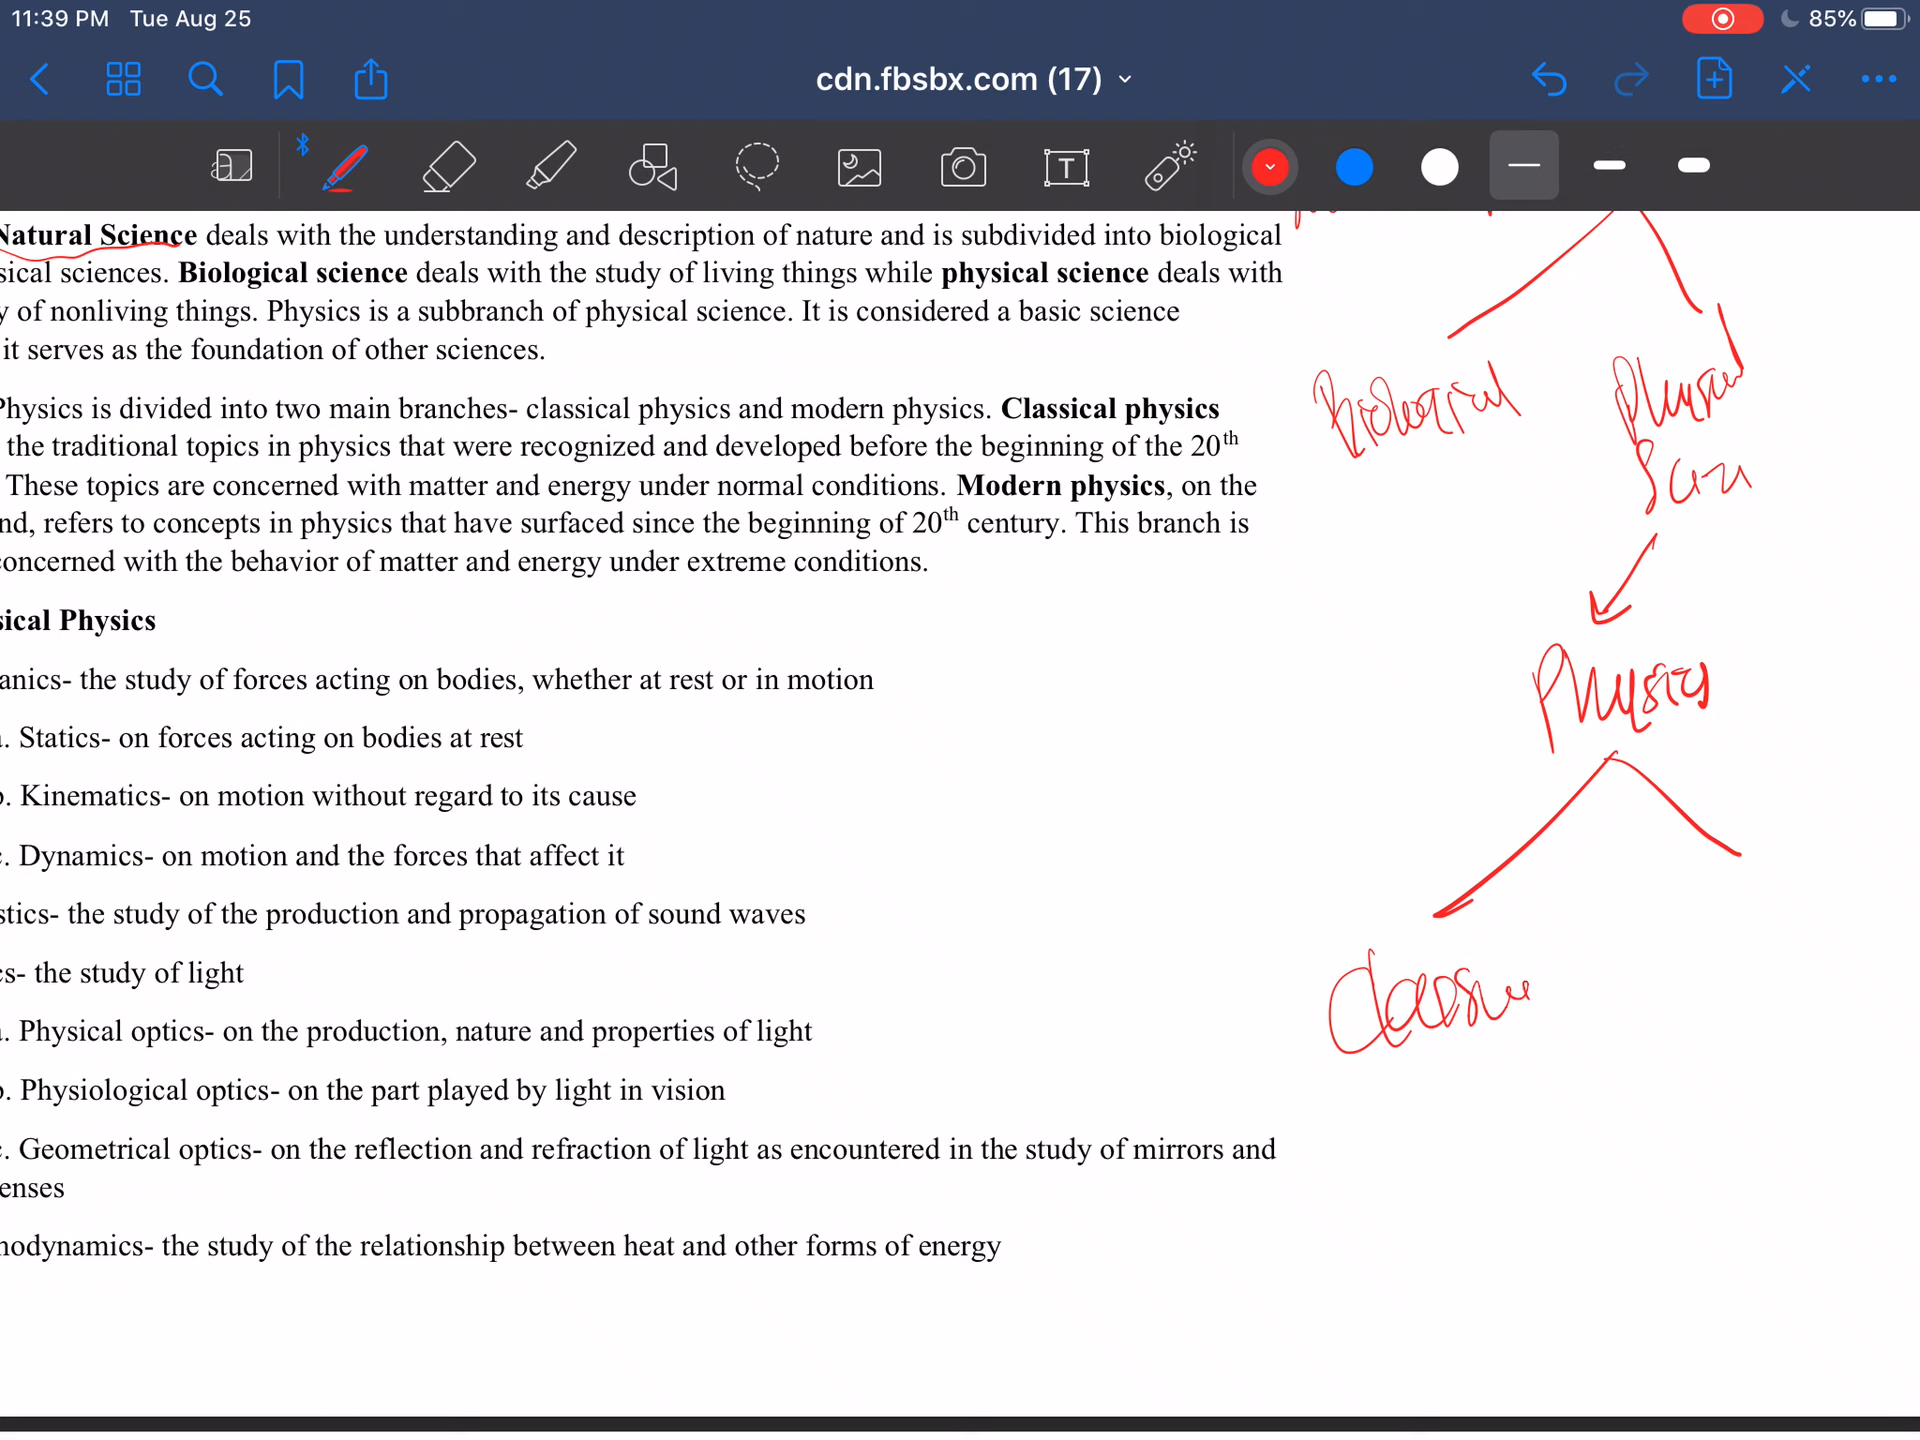 11:39 PM Tue Aug 25
85%
cdn.fbsbx.com (17)
T
Natural Science deals with the understanding and description of nature and is subdivided into biological
sical sciences. Biological science deals with the study of living things while physical science deals with
y of nonliving things. Physics is a subbranch of physical science. It is considered a basic science
it serves as the foundation of other sciences.
Physics is divided into two main branches- classical physics and modern physics. Classical physics
the traditional topics in physics that were recognized and developed before the beginning of the 20th
These topics are concerned with matter and energy under normal conditions. Modern physics, on the
nd, refers to concepts in physics that have surfaced since the beginning of 20th century. This branch is
concerned with the behavior of matter and energy under extreme conditions.
sical Physics
anics- the study of forces acting on bodies, whether at rest or in motion
a. Statics- on forces acting on bodies at rest
b. Kinematics- on motion without regard to its cause
c. Dynamics- on motion and the forces that affect it
stics- the study of the production and propagation of sound waves
cs- the study of light
a. Physical optics- on the production, nature and properties of light
b. Physiological optics- on the part played by light in vision
c. Geometrical optics- on the reflection and refraction of light as encountered in the study of mirrors and
enses
nodynamics- the study of the relationship between heat and other forms of energy
Biological
Physical
Physics